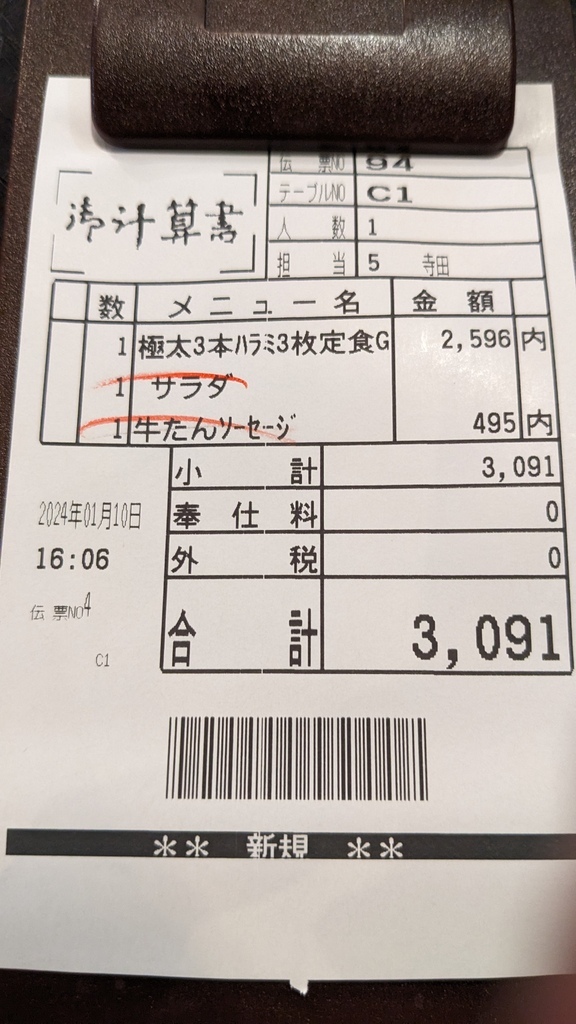 伝票NO 94
テーブルNO C1
人数 1
担当 5 寺田
御計算書
数 メニュー名 金額
1 極太3本ハラミ3枚定食G 2,596 内
1 サラダ
1 牛たんソーセージ 495 内
小計 3,091
2024年01月10日 奉仕料 0
16:06 外税 0
伝票NO4
合計 3,091
C1
** 新規 **